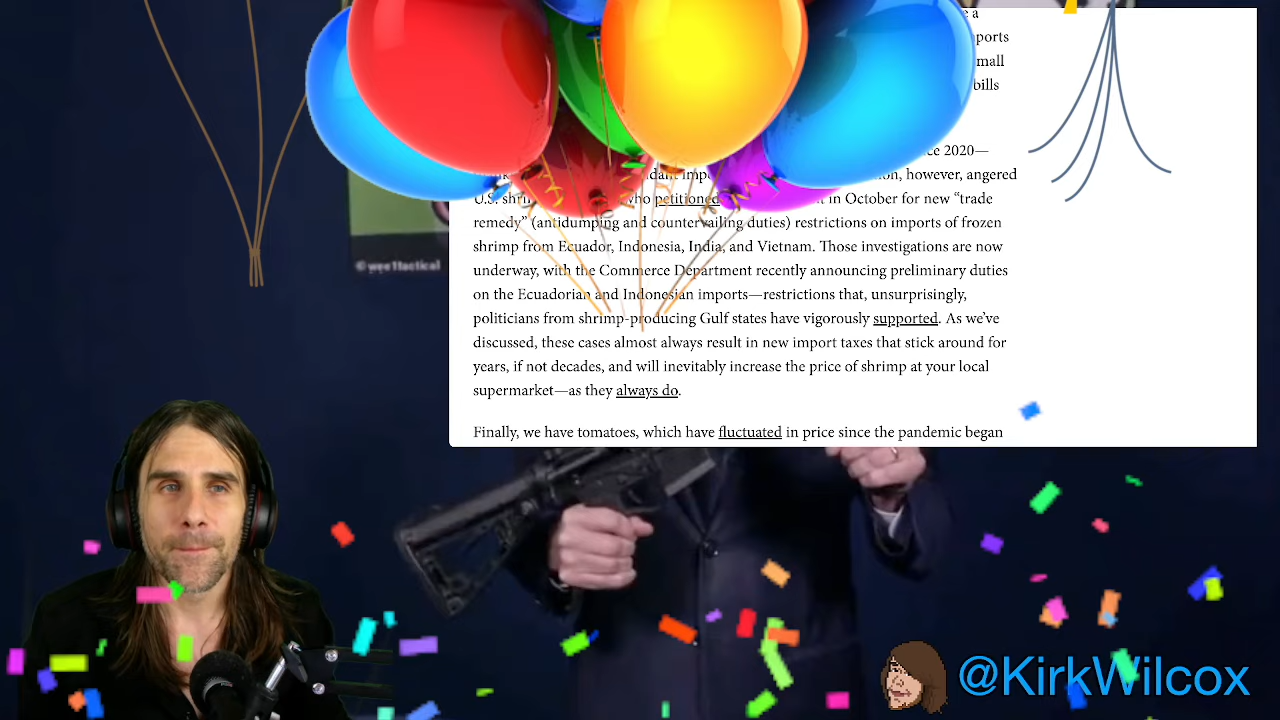 e a
ports
mall
bills
ce 2020—
however, angered
U.S. who petitioned in October for new “trade
remedy” (antidumping and countervailing duties) restrictions on imports of frozen
shrimp from Ecuador, Indonesia, India, and Vietnam. Those investigations are now
underway, with the Commerce Department recently announcing preliminary duties
on the Ecuadorian and Indonesian imports—restrictions that, unsurprisingly,
politicians from shrimp-producing Gulf states have vigorously supported. As we’ve
discussed, these cases almost always result in new import taxes that stick around for
years, if not decades, and will inevitably increase the price of shrimp at your local
supermarket—as they always do.
Finally, we have tomatoes, which have fluctuated in price since the pandemic began
©wee1tactical
@KirkWilcox